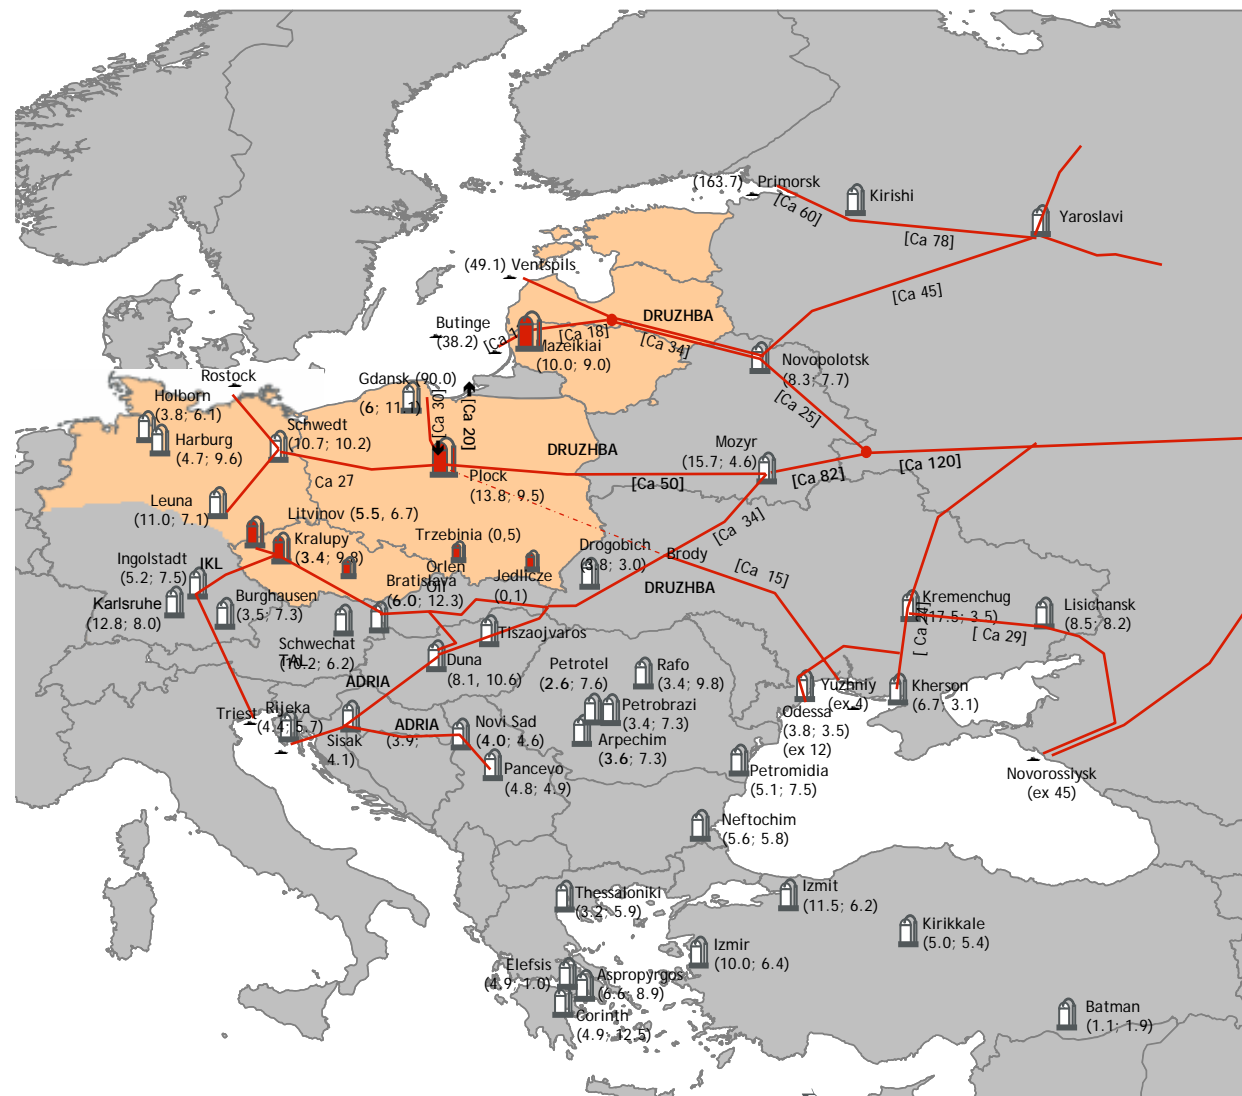 (163.7) Primorsk
Kirishi
[Ca 60]
Yaroslavi
[Ca 78]
(49.1) Ventspils
[Ca 45]
DRUZHBA
Butinge
(38.2)
[Ca 18]
Mazeikiai
(10.0; 9.0)
[Ca 34]
Novopolotsk
(8.3; 7.7)
Rostock
Gdansk (90.0)
(6; 11.1)
[Ca 30]
[Ca 20]
[Ca 25]
Holborn
(3.8; 6.1)
Harburg
(4.7; 9.6)
Schwedt
(10.7; 10.2)
DRUZHBA
Mozyr
(15.7; 4.6)
[Ca 82]
[Ca 120]
Ca 27
Plock
(13.8; 9.5)
[Ca 50]
Leuna
(11.0; 7.1)
Litvinov (5.5, 6.7)
Kralupy
(3.4; 9.8)
Trzebinia (0,5)
[Ca 34]
Drogobich
(3.8; 3.0)
Brody
Ingolstadt
(5.2; 7.5)
IKL
Orlen
Oil
Jedlicze
(0,1)
DRUZHBA
[Ca 15]
Karlsruhe
(12.8; 8.0)
Burghausen
(3.5; 7.3)
Bratislava
(6.0; 12.3)
Kremenchug
(17.5; 3.5)
Lisichansk
(8.5; 8.2)
[ Ca 29]
Schwechat
(10.2; 6.2)
TAL
Tiszaojvaros
Duna
(8.1, 10.6)
ADRIA
Petrotel
(2.6; 7.6)
Rafo
(3.4; 9.8)
Yuzhniy
(ex 4)
Kherson
(6.7; 3.1)
Triest
Rijeka
(4.4; 5.7)
Sisak
(3.9;
4.1)
ADRIA
Novi Sad
(4.0; 4.6)
Petrobrazi
(3.4; 7.3)
Arpechim
(3.6; 7.3)
Odessa
(3.8; 3.5)
(ex 12)
Pancevo
(4.8; 4.9)
Petromidia
(5.1; 7.5)
Novorosslysk
(ex 45)
Neftochim
(5.6; 5.8)
Thessaloniki
(3.2; 5.9)
Izmit
(11.5; 6.2)
Kirikkale
(5.0; 5.4)
Izmir
(10.0; 6.4)
Elefsis
(4.9; 1.0)
Aspropyrgos
(6.6; 8.9)
Corinth
(4.9; 12.5)
Batman
(1.1; 1.9)